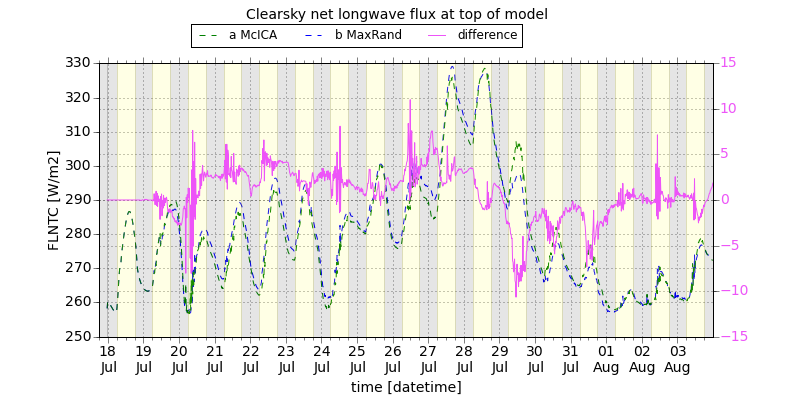 Clearsky net longwave flux at top of model
a McICA b MaxRand difference
330 15
320 10
310 5
300 0
290 −5
280 −10
270 −15
260
250
FLNTC [W/m2]
18 19 20 21 22 23 24 25 26 27 28 29 30 31 01 02 03
Jul Jul Jul Jul Jul Jul Jul Jul Jul Jul Jul Jul Jul Jul Aug Aug Aug
time [datetime]